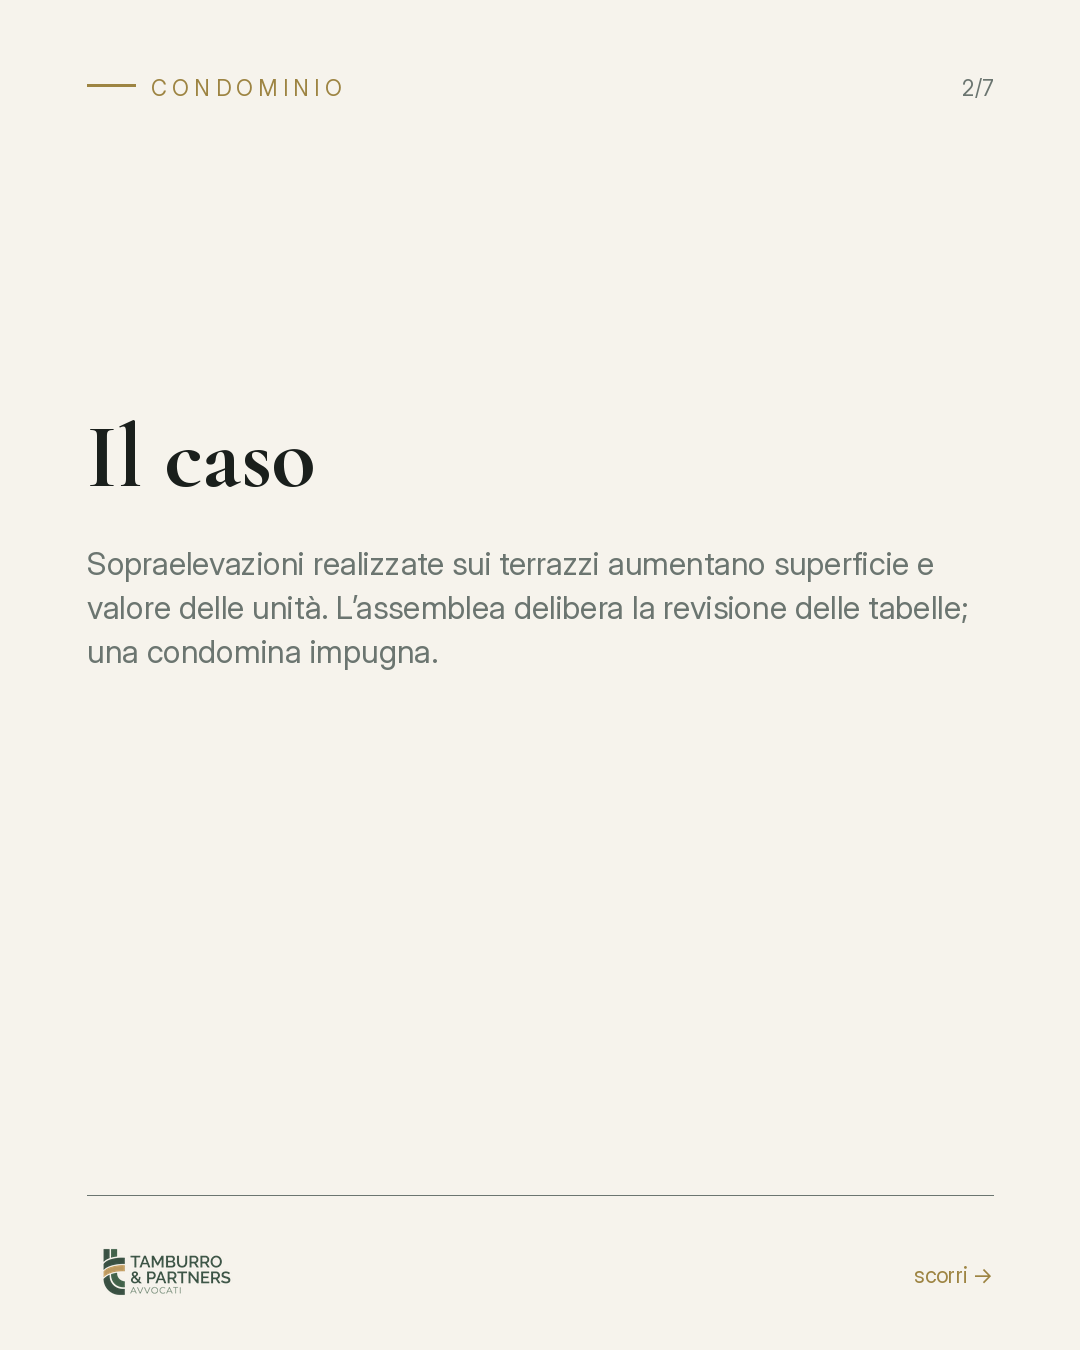 CONDOMINIO
2/7
Il caso
Sopraelevazioni realizzate sui terrazzi aumentano superficie e
valore delle unità. L’assemblea delibera la revisione delle tabelle;
una condomina impugna.
TAMBURRO
& PARTNERS
AVVOCATI
scorri →